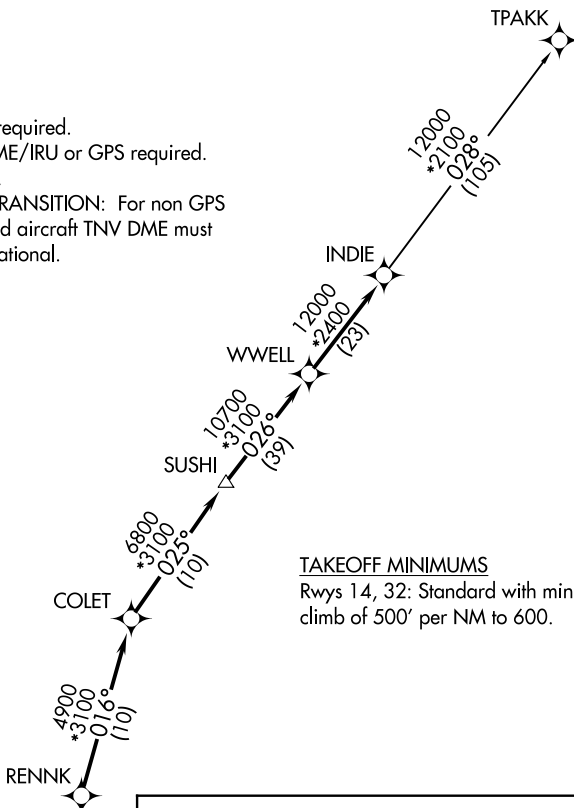 TPAKK
equired.
ME/IRU or GPS required.
RANSITION: For non GPS
d aircraft TNV DME must
ational.
12000
*2100
028°
(105)
INDIE
12000
*2400
(23)
WWELL
10700
*3100
026°
(39)
SUSHI
6800
*3100
025°
(10)
TAKEOFF MINIMUMS
Rwys 14, 32: Standard with min
climb of 500' per NM to 600.
COLET
4900
*3100
016°
(10)
RENNK